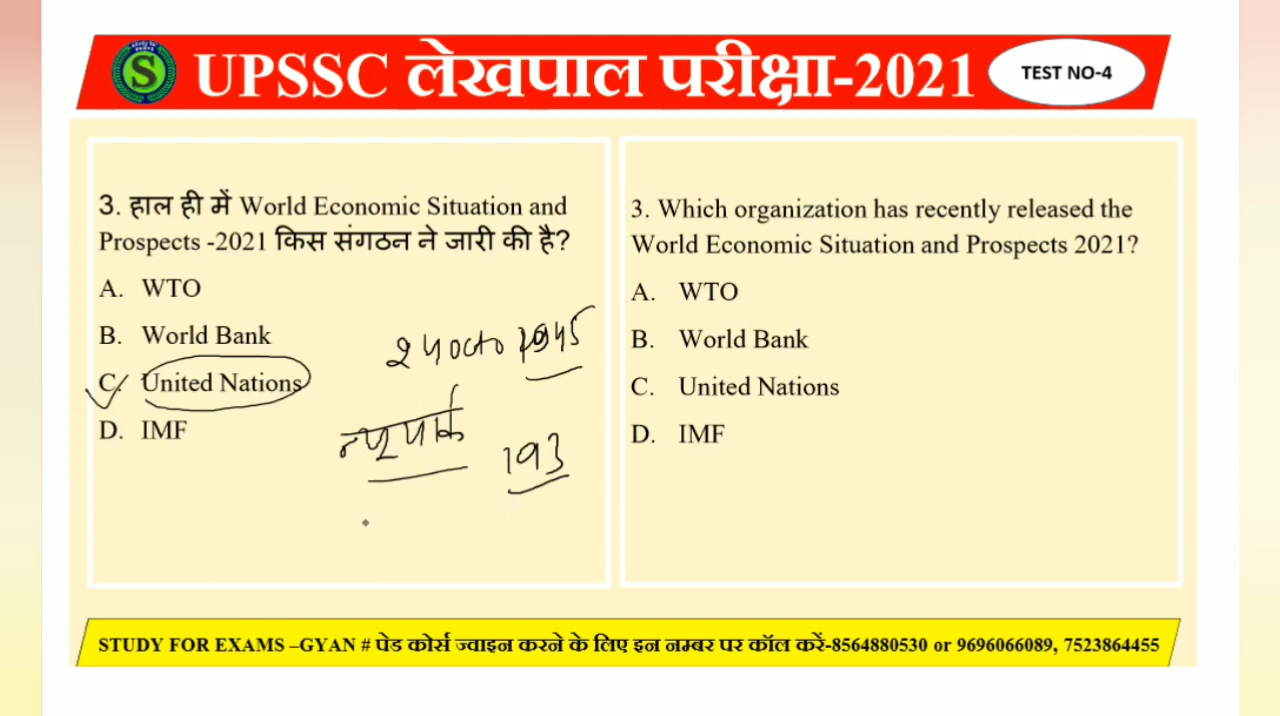 S
UPSSC लेखपाल परीक्षा-2021
TEST NO-4
3. हाल ही में World Economic Situation and
Prospects -2021 किस संगठन ने जारी की है?
A. WTO
B. World Bank
C. United Nations
D. IMF
24 octo 1945
न्यूयार्क
193
3. Which organization has recently released the
World Economic Situation and Prospects 2021?
A. WTO
B. World Bank
C. United Nations
D. IMF
STUDY FOR EXAMS –GYAN # पेड कोर्स ज्वाइन करने के लिए इन नम्बर पर कॉल करें-8564880530 or 9696066089, 7523864455